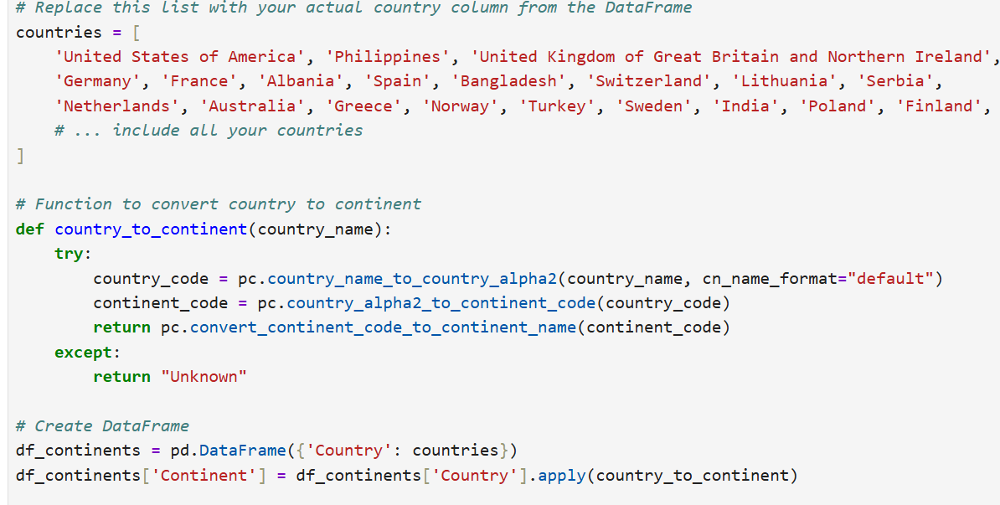 # Replace this list with your actual country column from the DataFrame
countries = [
    'United States of America', 'Philippines', 'United Kingdom of Great Britain and Northern Ireland',
    'Germany', 'France', 'Albania', 'Spain', 'Bangladesh', 'Switzerland', 'Lithuania', 'Serbia',
    'Netherlands', 'Australia', 'Greece', 'Norway', 'Turkey', 'Sweden', 'India', 'Poland', 'Finland',
    # ... include all your countries
]

# Function to convert country to continent
def country_to_continent(country_name):
    try:
        country_code = pc.country_name_to_country_alpha2(country_name, cn_name_format="default")
        continent_code = pc.country_alpha2_to_continent_code(country_code)
        return pc.convert_continent_code_to_continent_name(continent_code)
    except:
        return "Unknown"

# Create DataFrame
df_continents = pd.DataFrame({'Country': countries})
df_continents['Continent'] = df_continents['Country'].apply(country_to_continent)